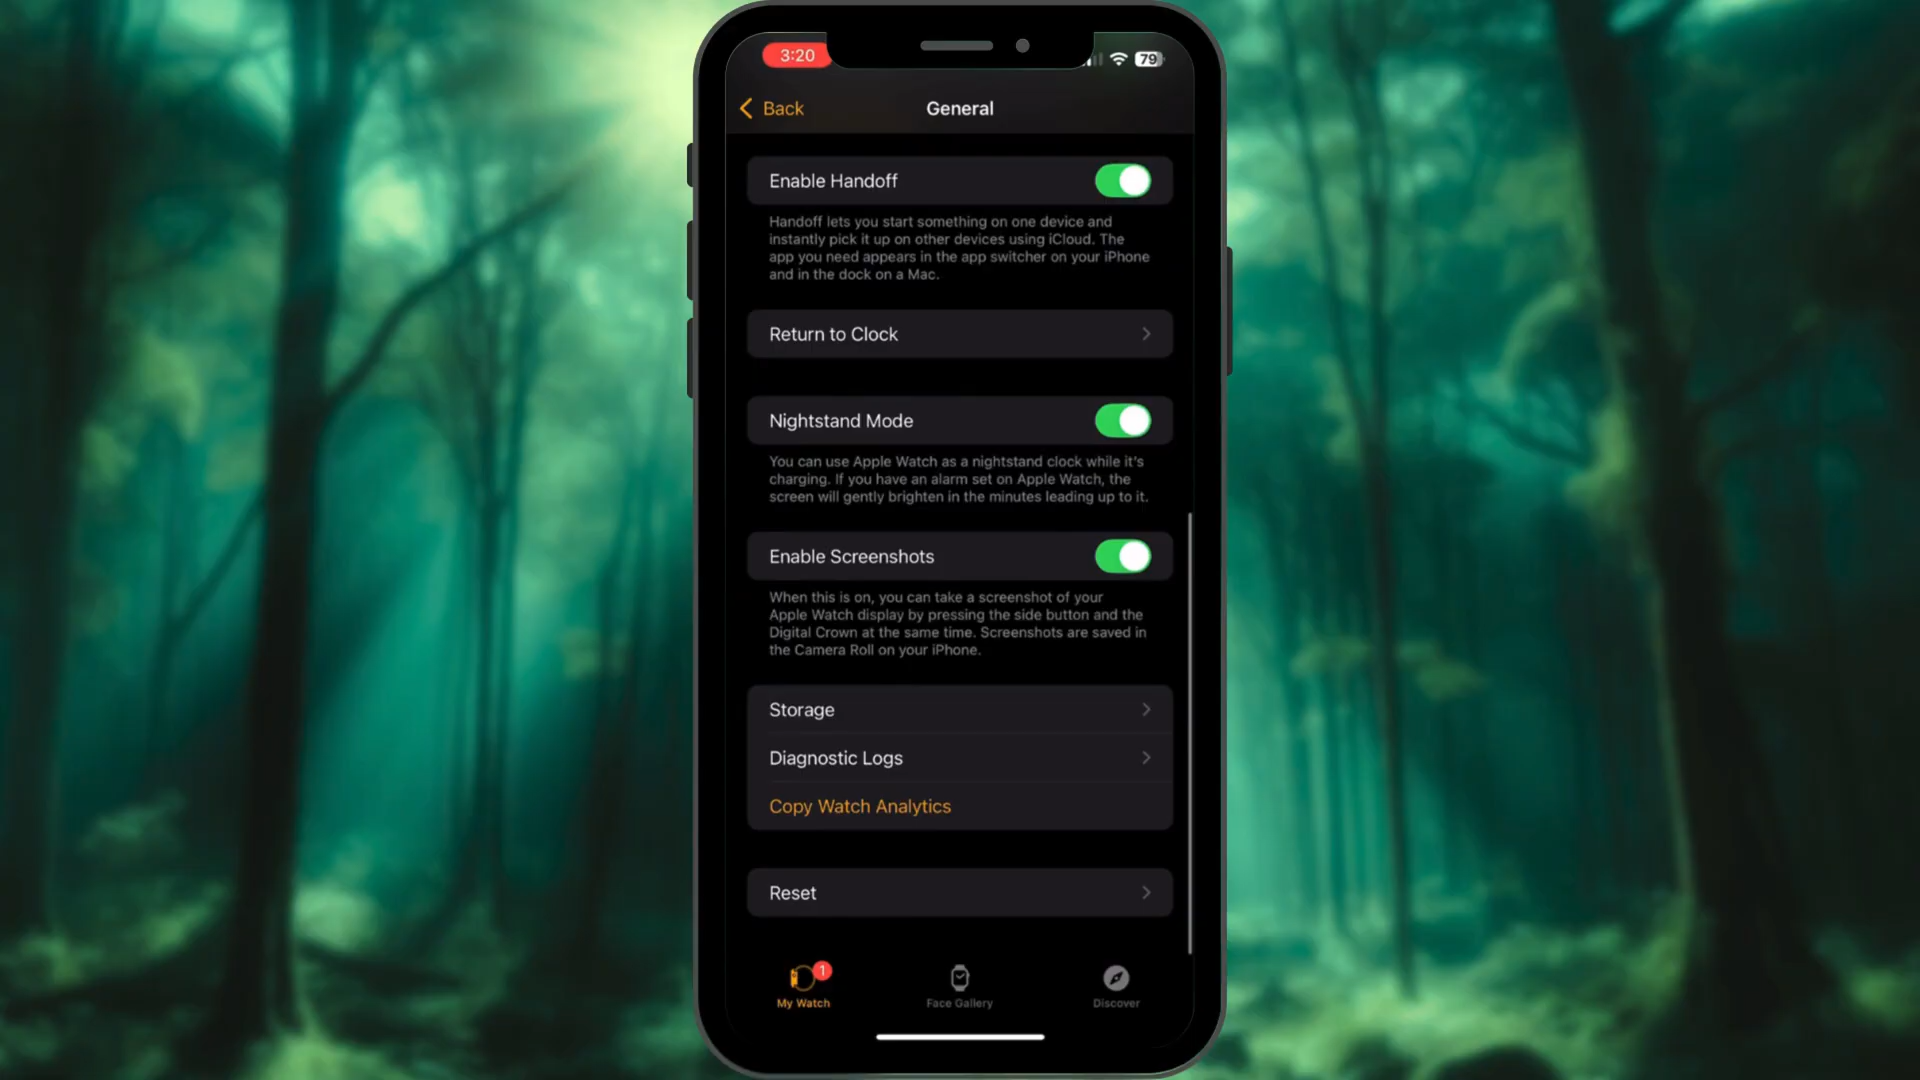 3:20
79
Back
General
Enable Handoff
Handoff lets you start something on one device and
instantly pick it up on other devices using iCloud. The
app you need appears in the app switcher on your iPhone
and in the dock on a Mac.
Return to Clock
Nightstand Mode
You can use Apple Watch as a nightstand clock while it's
charging. If you have an alarm set on Apple Watch, the
screen will gently brighten in the minutes leading up to it.
Enable Screenshots
When this is on, you can take a screenshot of your
Apple Watch display by pressing the side button and the
Digital Crown at the same time. Screenshots are saved in
the Camera Roll on your iPhone.
Storage
Diagnostic Logs
Copy Watch Analytics
Reset
1
My Watch
Face Gallery
Discover